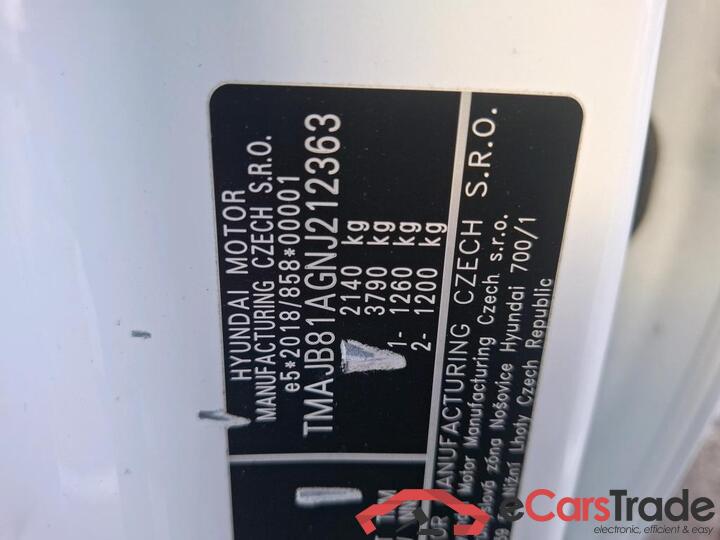 HYUNDAI MOTOR
MANUFACTURING CZECH S.R.O.
e5*2018/858*00001
TMAJB81AGNJ212363
2140 kg
3790 kg
1- 1260 kg
2- 1200 kg
MANUFACTURING CZECH S.R.O.
Motor Manufacturing Czech s.r.o.
zóna Nošovice Hyundai 700/1
Nižní Lhoty Czech Republic
eCarsTrade
electronic, efficient & easy